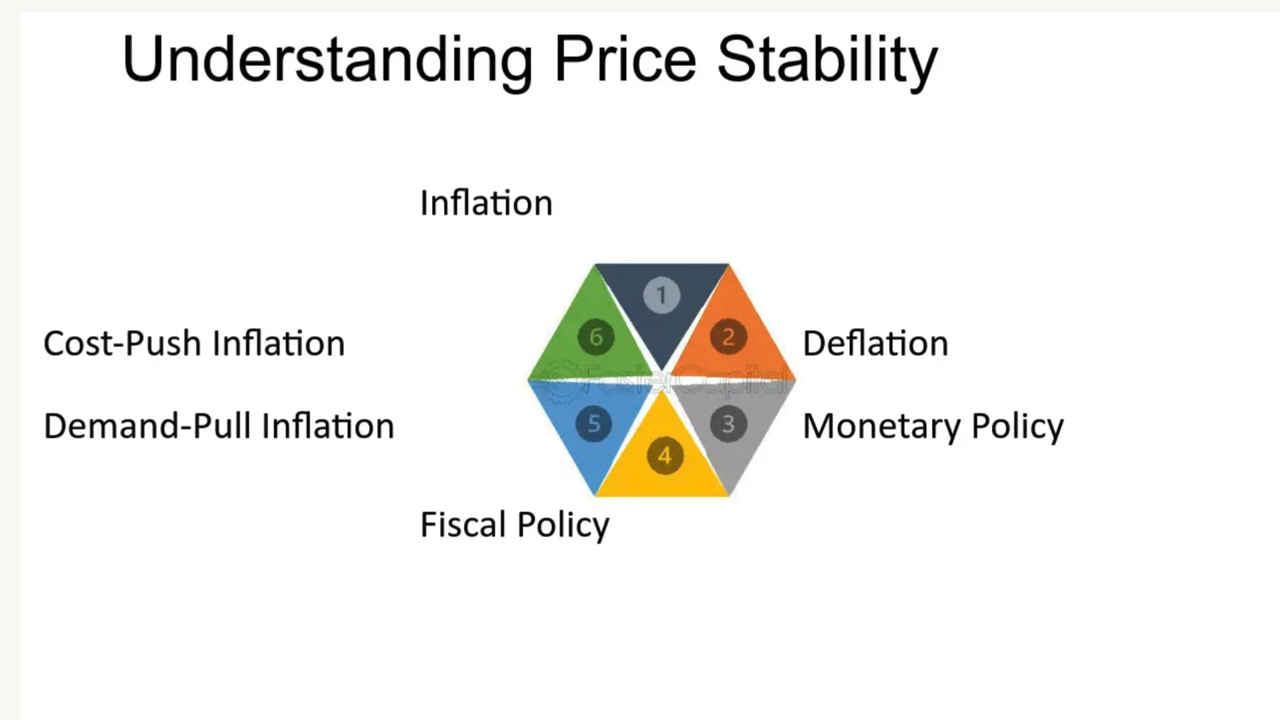 Understanding Price Stability
Inflation
1
6
2
Cost-Push Inflation
Deflation
FasterCapital
Demand-Pull Inflation
5
3
Monetary Policy
4
Fiscal Policy